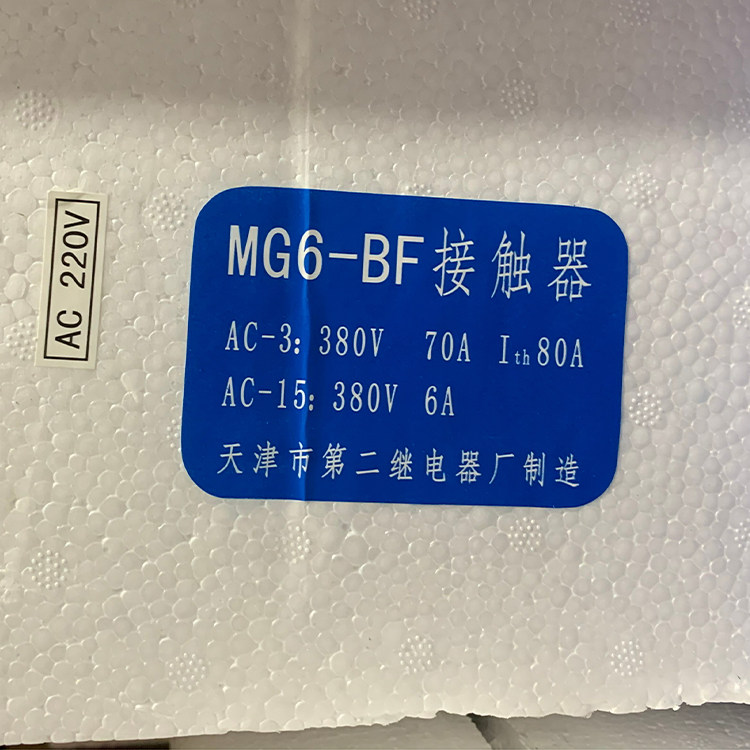 AC 220V
MG6-BF接触器
AC-3: 380V 70A Ith80A
AC-15: 380V 6A
天津市第二继电器厂制造